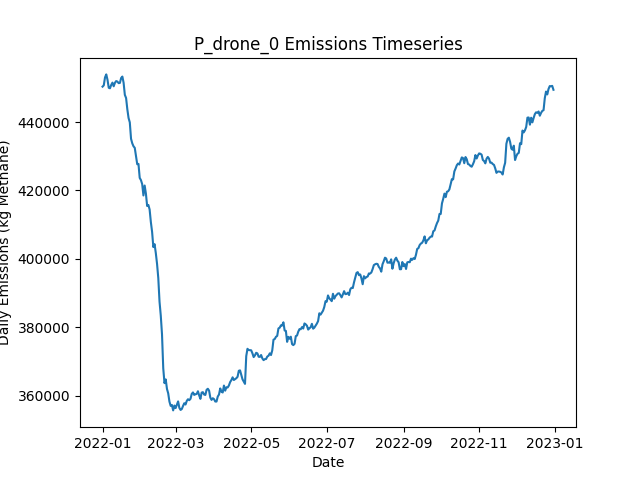 P_drone_0 Emissions Timeseries
Daily Emissions (kg Methane)
440000
420000
400000
380000
360000
2022-01 2022-03 2022-05 2022-07 2022-09 2022-11 2023-01
Date